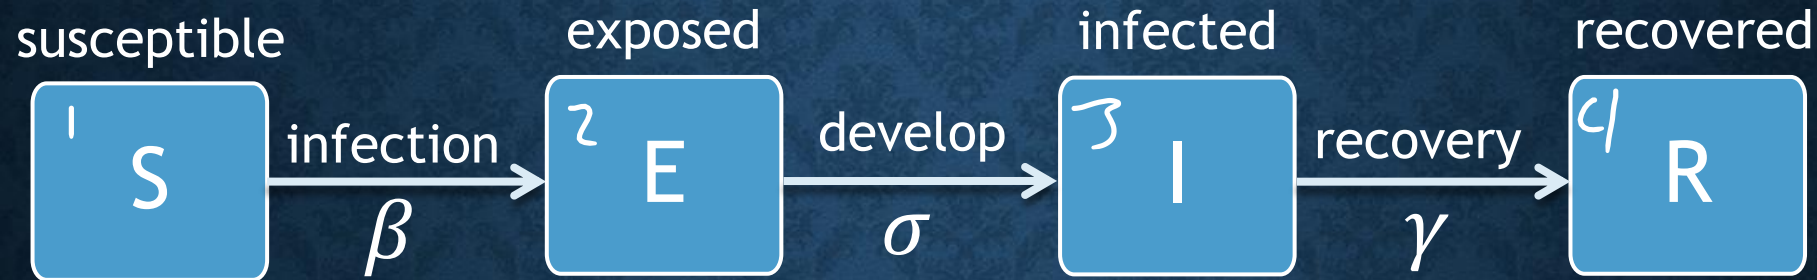 susceptible exposed infected recovered
1 2 3 4
S infection E develop I recovery R
β σ γ